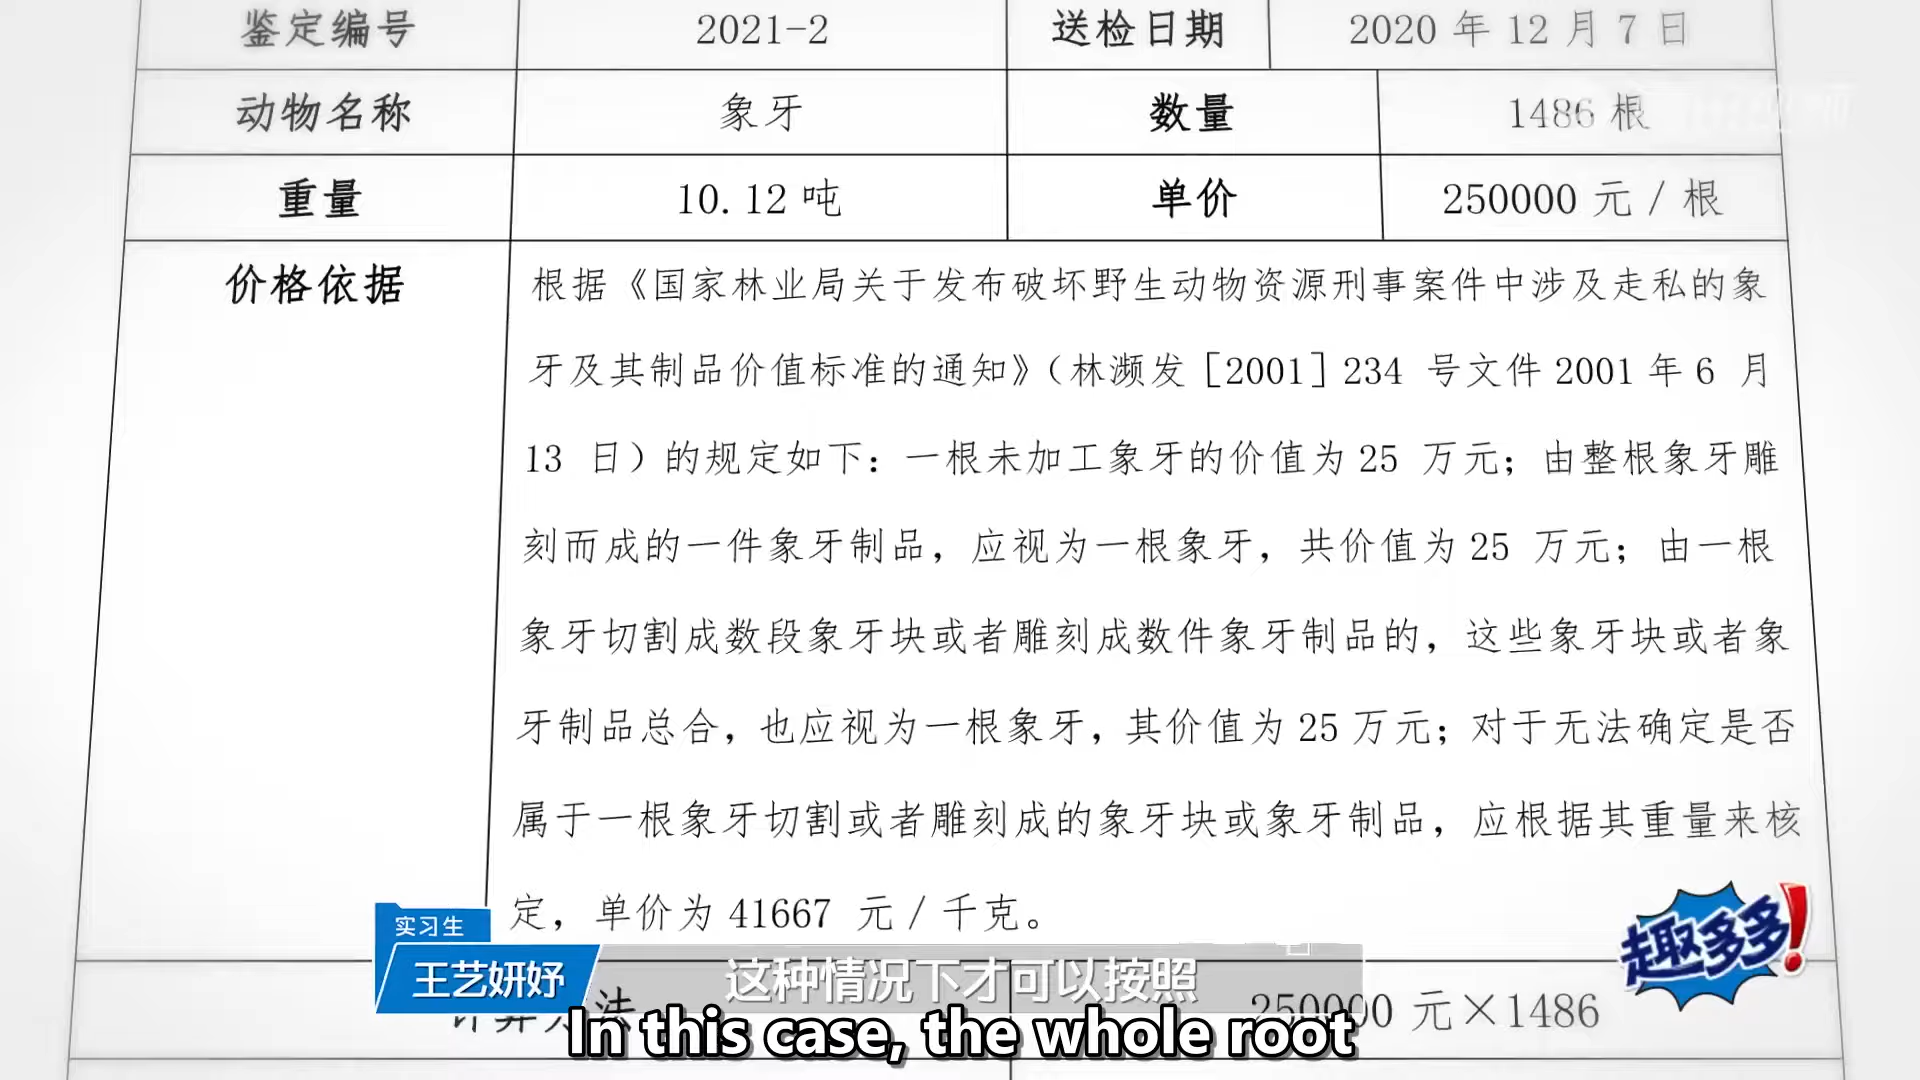 鉴定编号 2021-2 送检日期 2020 年 12 月 7 日
动物名称 象牙 数量 1486 根
重量 10.12 吨 单价 250000 元 / 根
价格依据 根据《国家林业局关于发布破坏野生动物资源刑事案件中涉及走私的象
牙及其制品价值标准的通知》（林濒发［2001］234 号文件 2001 年 6 月
13 日）的规定如下：一根未加工象牙的价值为 25 万元；由整根象牙雕
刻而成的一件象牙制品，应视为一根象牙，共价值为 25 万元；由一根
象牙切割成数段象牙块或者雕刻成数件象牙制品的，这些象牙块或者象
牙制品总合，也应视为一根象牙，其价值为 25 万元；对于无法确定是否
属于一根象牙切割或者雕刻成的象牙块或象牙制品，应根据其重量来核
定，单价为 41667 元 / 千克。
趣多多!
实习生
王艺妍妤 这种情况下才可以按照
250000 元×1486
In this case, the whole root